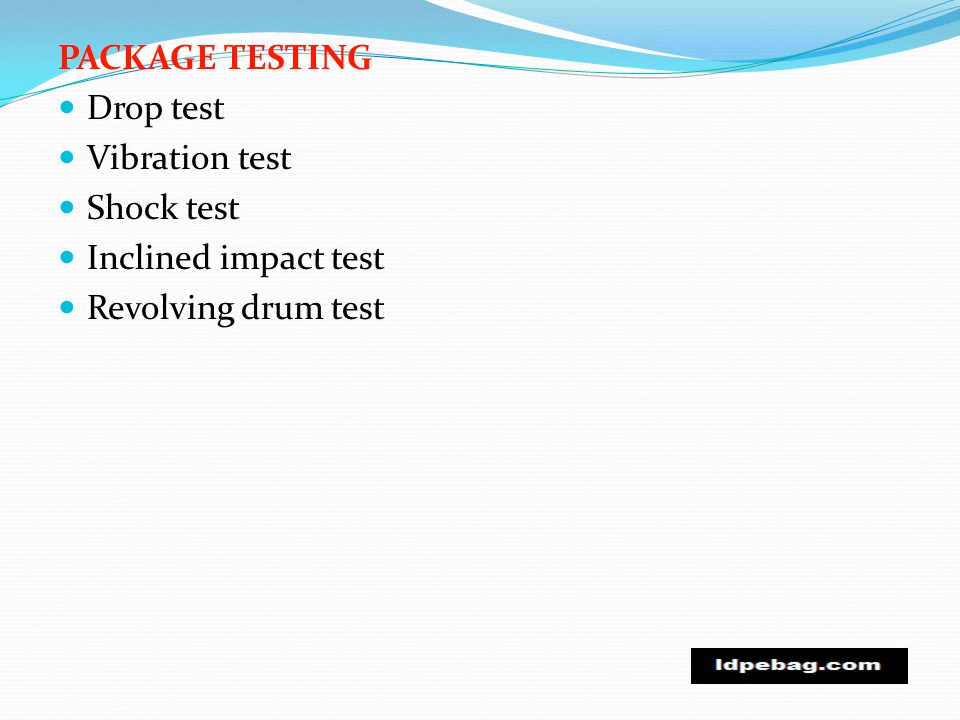 PACKAGE TESTING
Drop test
Vibration test
Shock test
Inclined impact test
Revolving drum test
ldpebag.com